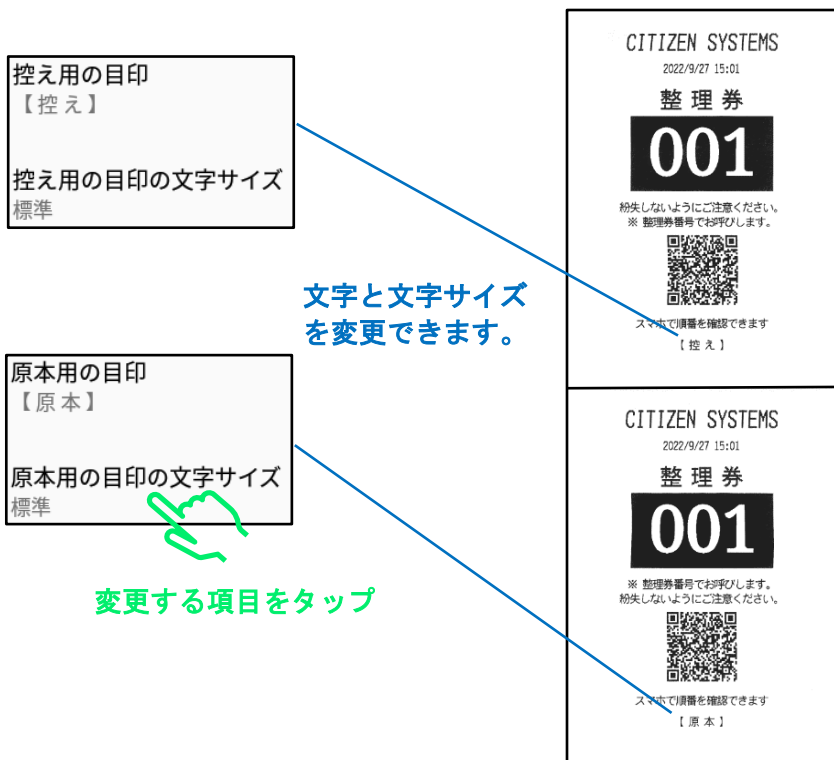 控え用の目印
【控え】
控え用の目印の文字サイズ
標準
文字と文字サイズ
を変更できます。
原本用の目印
【原本】
原本用の目印の文字サイズ
標準
変更する項目をタップ
CITIZEN SYSTEMS
2022/9/27 15:01
整理券
001
紛失しないようにご注意ください。
※ 整理券番号でお呼びします。
スマホで順番を確認できます
【控え】
CITIZEN SYSTEMS
2022/9/27 15:01
整理券
001
※ 整理券番号でお呼びします。
紛失しないようにご注意ください。
スマホで順番を確認できます
【原本】